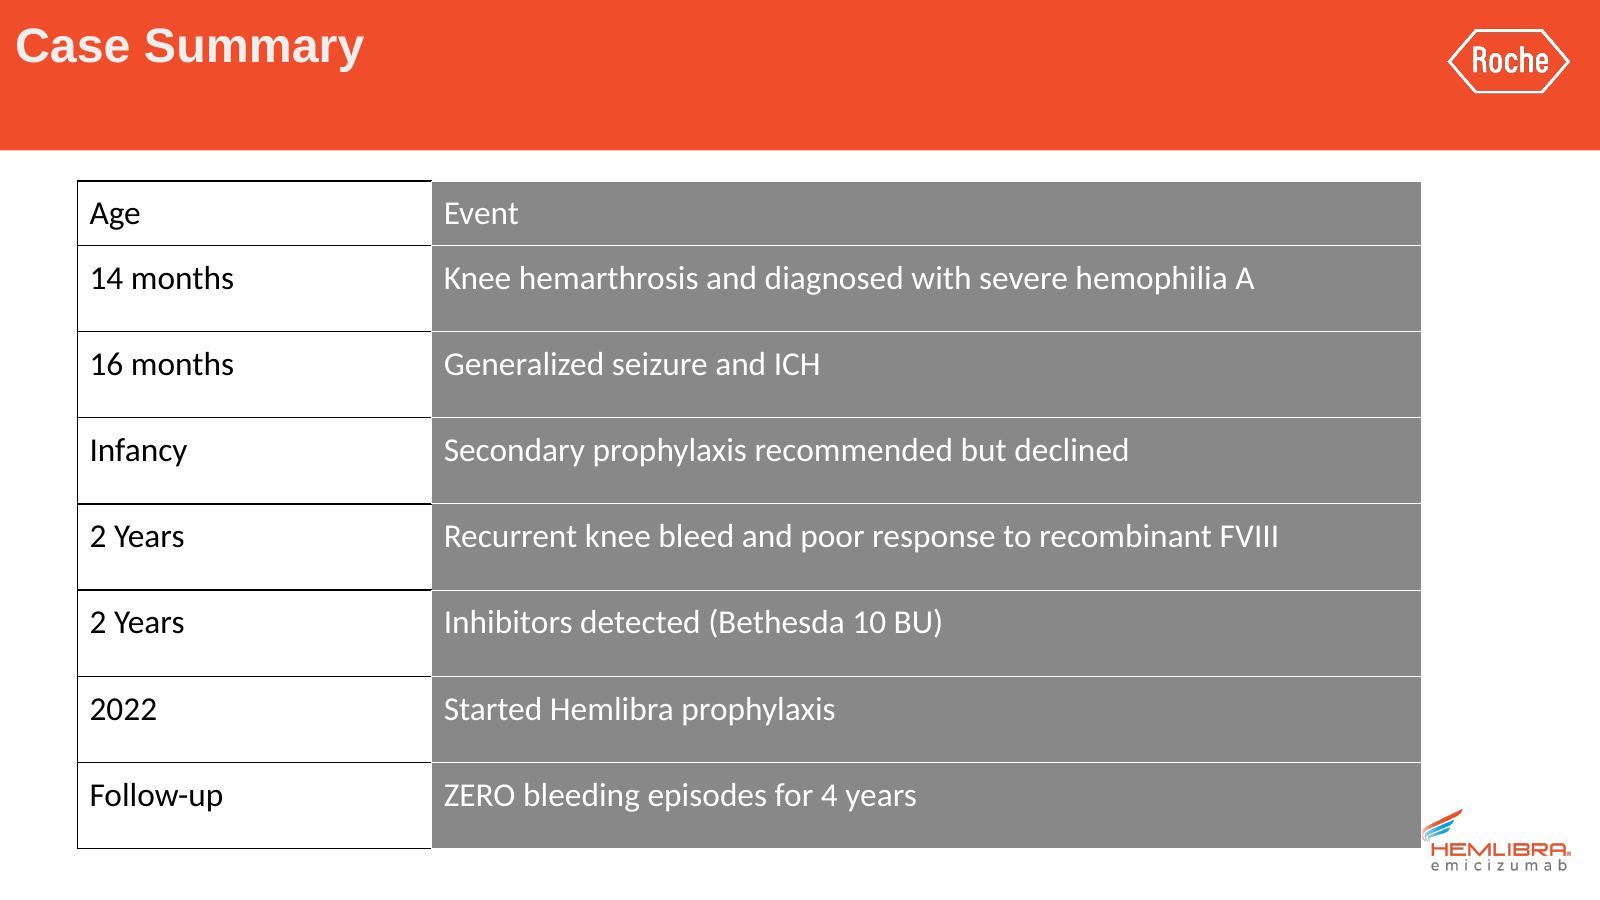 Case Summary
Roche
Age
Event
14 months
Knee hemarthrosis and diagnosed with severe hemophilia A
16 months
Generalized seizure and ICH
Infancy
Secondary prophylaxis recommended but declined
2 Years
Recurrent knee bleed and poor response to recombinant FVIII
2 Years
Inhibitors detected (Bethesda 10 BU)
2022
Started Hemlibra prophylaxis
Follow-up
ZERO bleeding episodes for 4 years
HEMLIBRA®
emicizumab